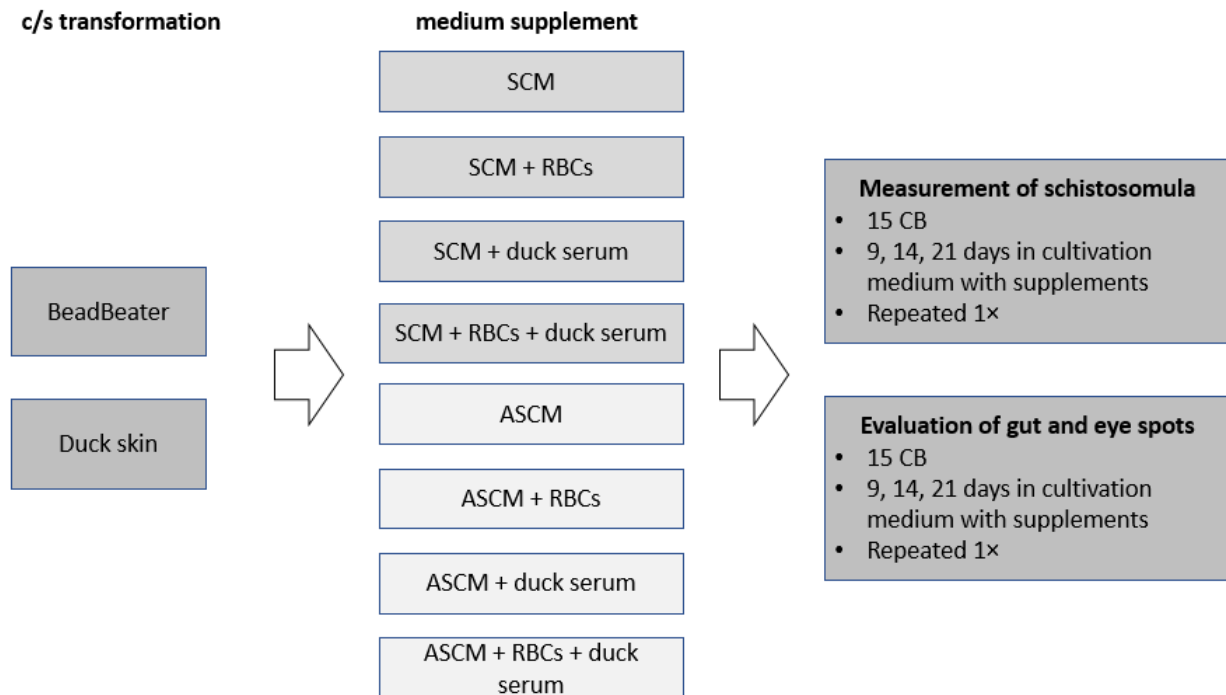 c/s transformation
medium supplement
BeadBeater
Duck skin
SCM
SCM + RBCs
SCM + duck serum
SCM + RBCs + duck serum
ASCM
ASCM + RBCs
ASCM + duck serum
ASCM + RBCs + duck
serum
Measurement of schistosomula
• 15 CB
• 9, 14, 21 days in cultivation
medium with supplements
• Repeated 1×
Evaluation of gut and eye spots
• 15 CB
• 9, 14, 21 days in cultivation
medium with supplements
• Repeated 1×